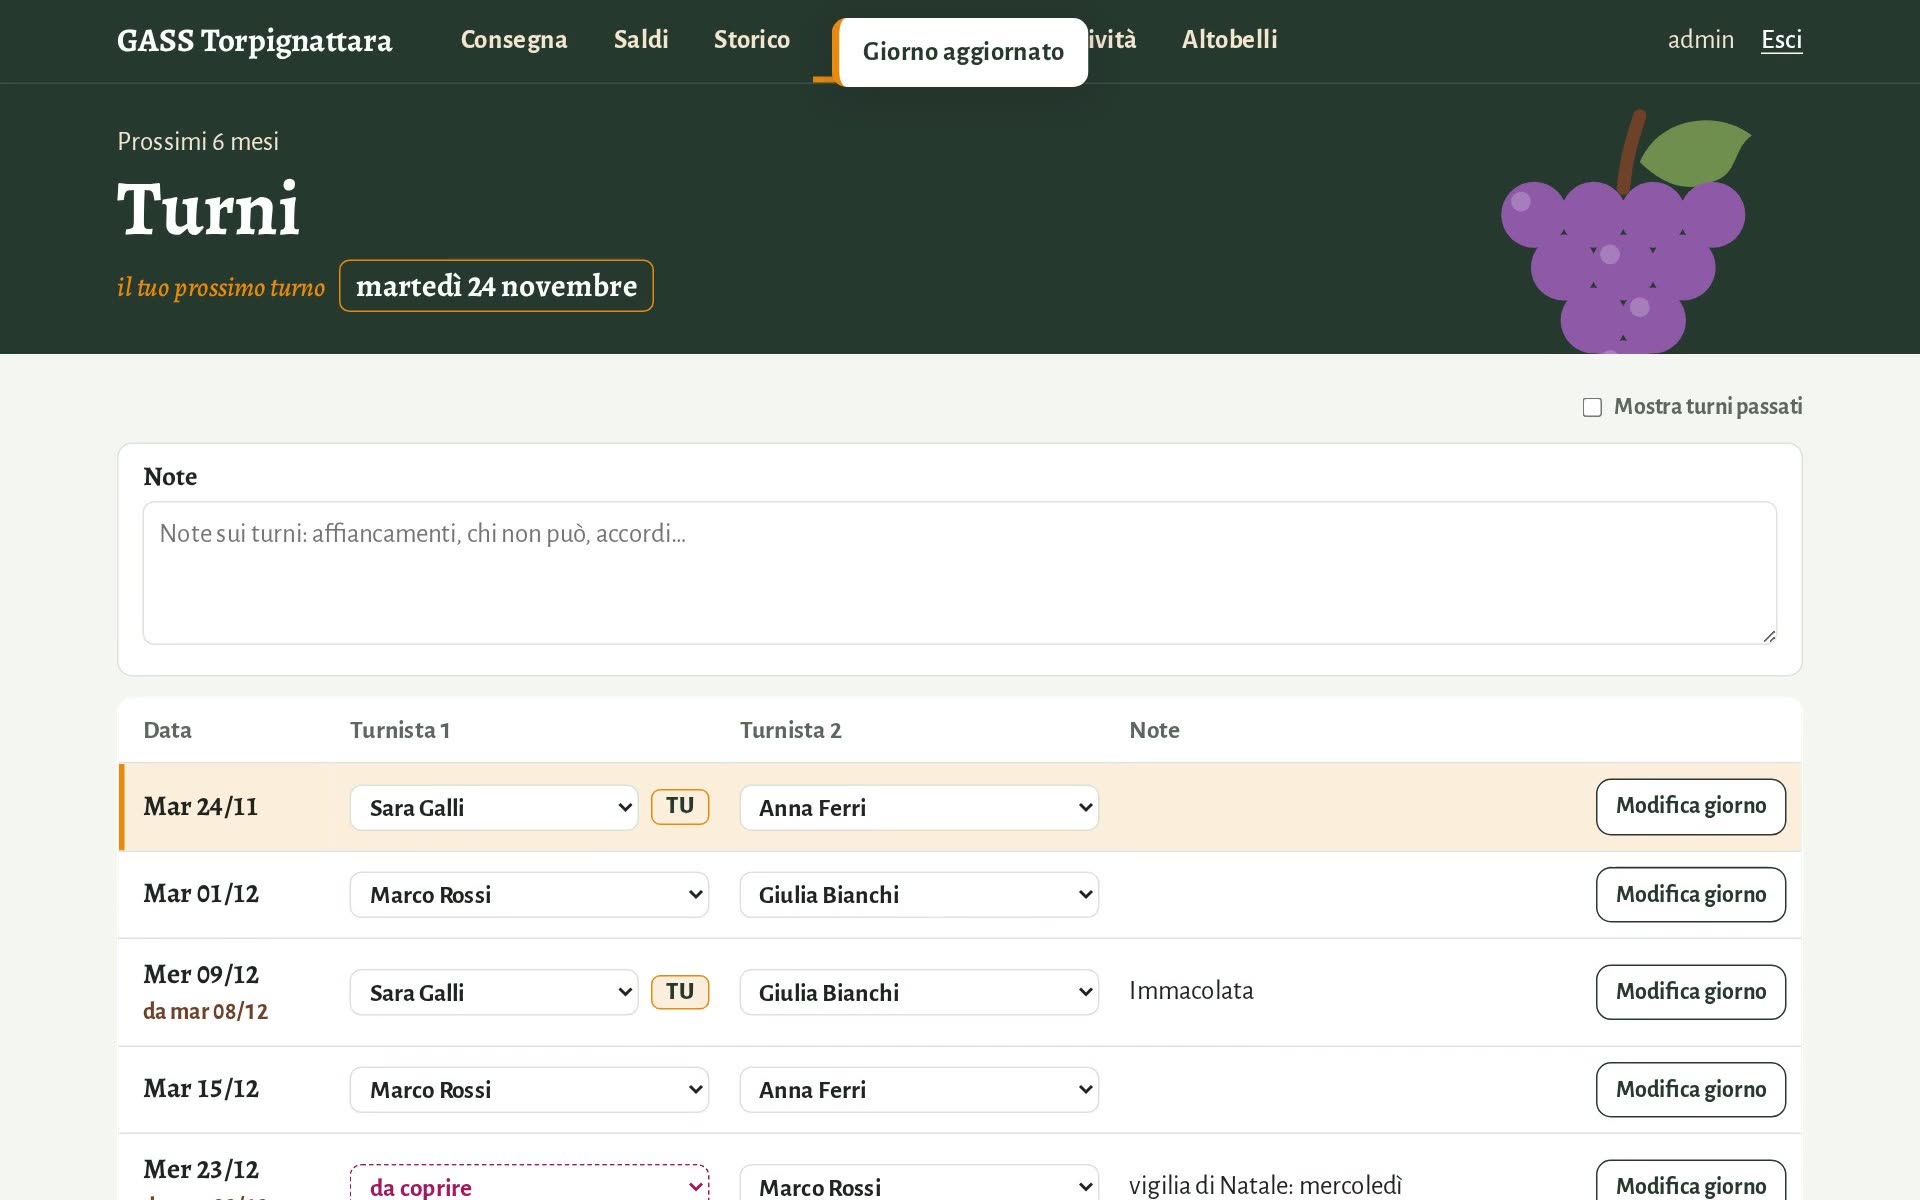 GASS Torpignattara Consegna Saldi Storico ività Altobelli admin Esci
Giorno aggiornato
Prossimi 6 mesi
Turni
il tuo prossimo turno martedì 24 novembre
Mostra turni passati
Note
Note sui turni: affiancamenti, chi non può, accordi...
Data Turnista 1 Turnista 2 Note
Mar 24/11 Sara Galli TU Anna Ferri Modifica giorno
Mar 01/12 Marco Rossi Giulia Bianchi Modifica giorno
Mer 09/12
da mar 08/12 Sara Galli TU Giulia Bianchi Immacolata Modifica giorno
Mar 15/12 Marco Rossi Anna Ferri Modifica giorno
Mer 23/12 da coprire Marco Rossi vigilia di Natale: mercoledì Modifica giorno